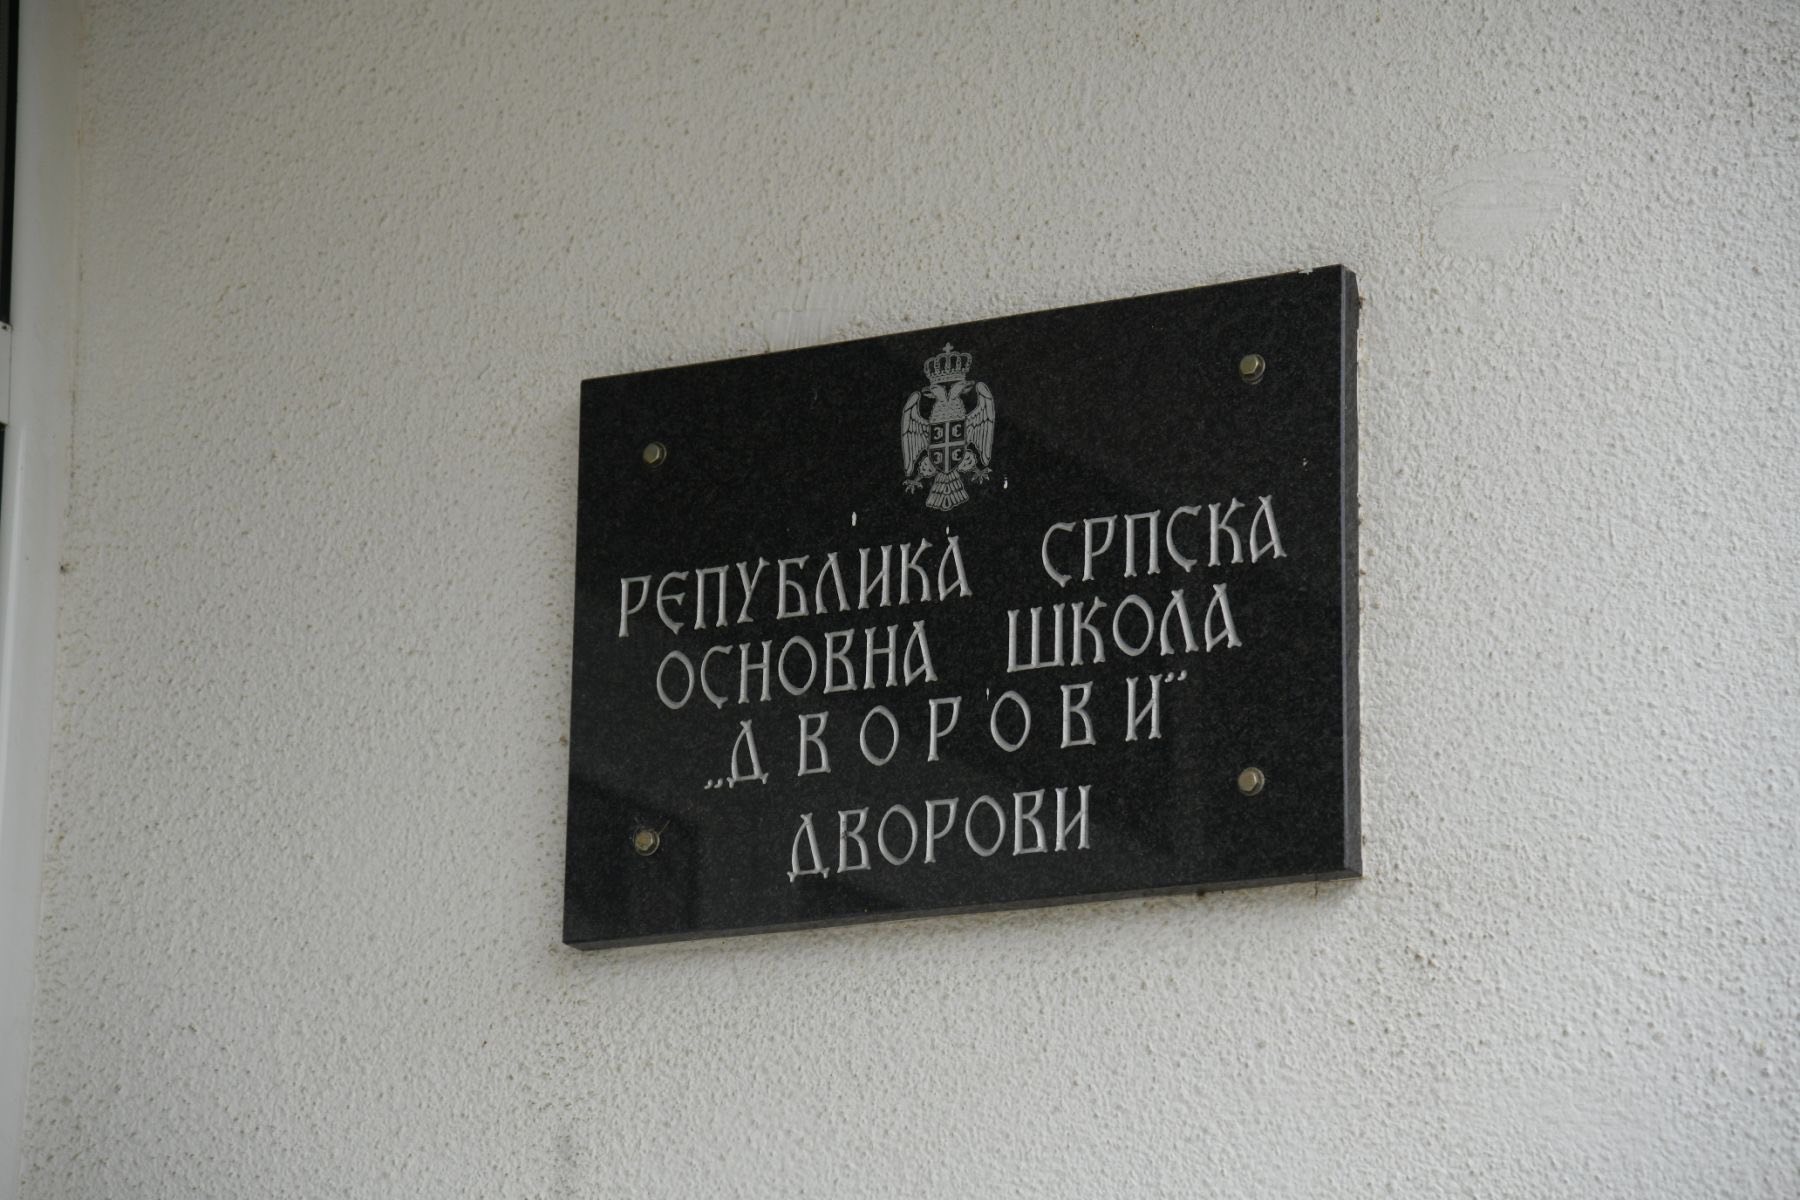 РЕПУБЛИКА СРПСКА
ОСНОВНА ШКОЛА
„ДВОРОВИ”
ДВОРОВИ